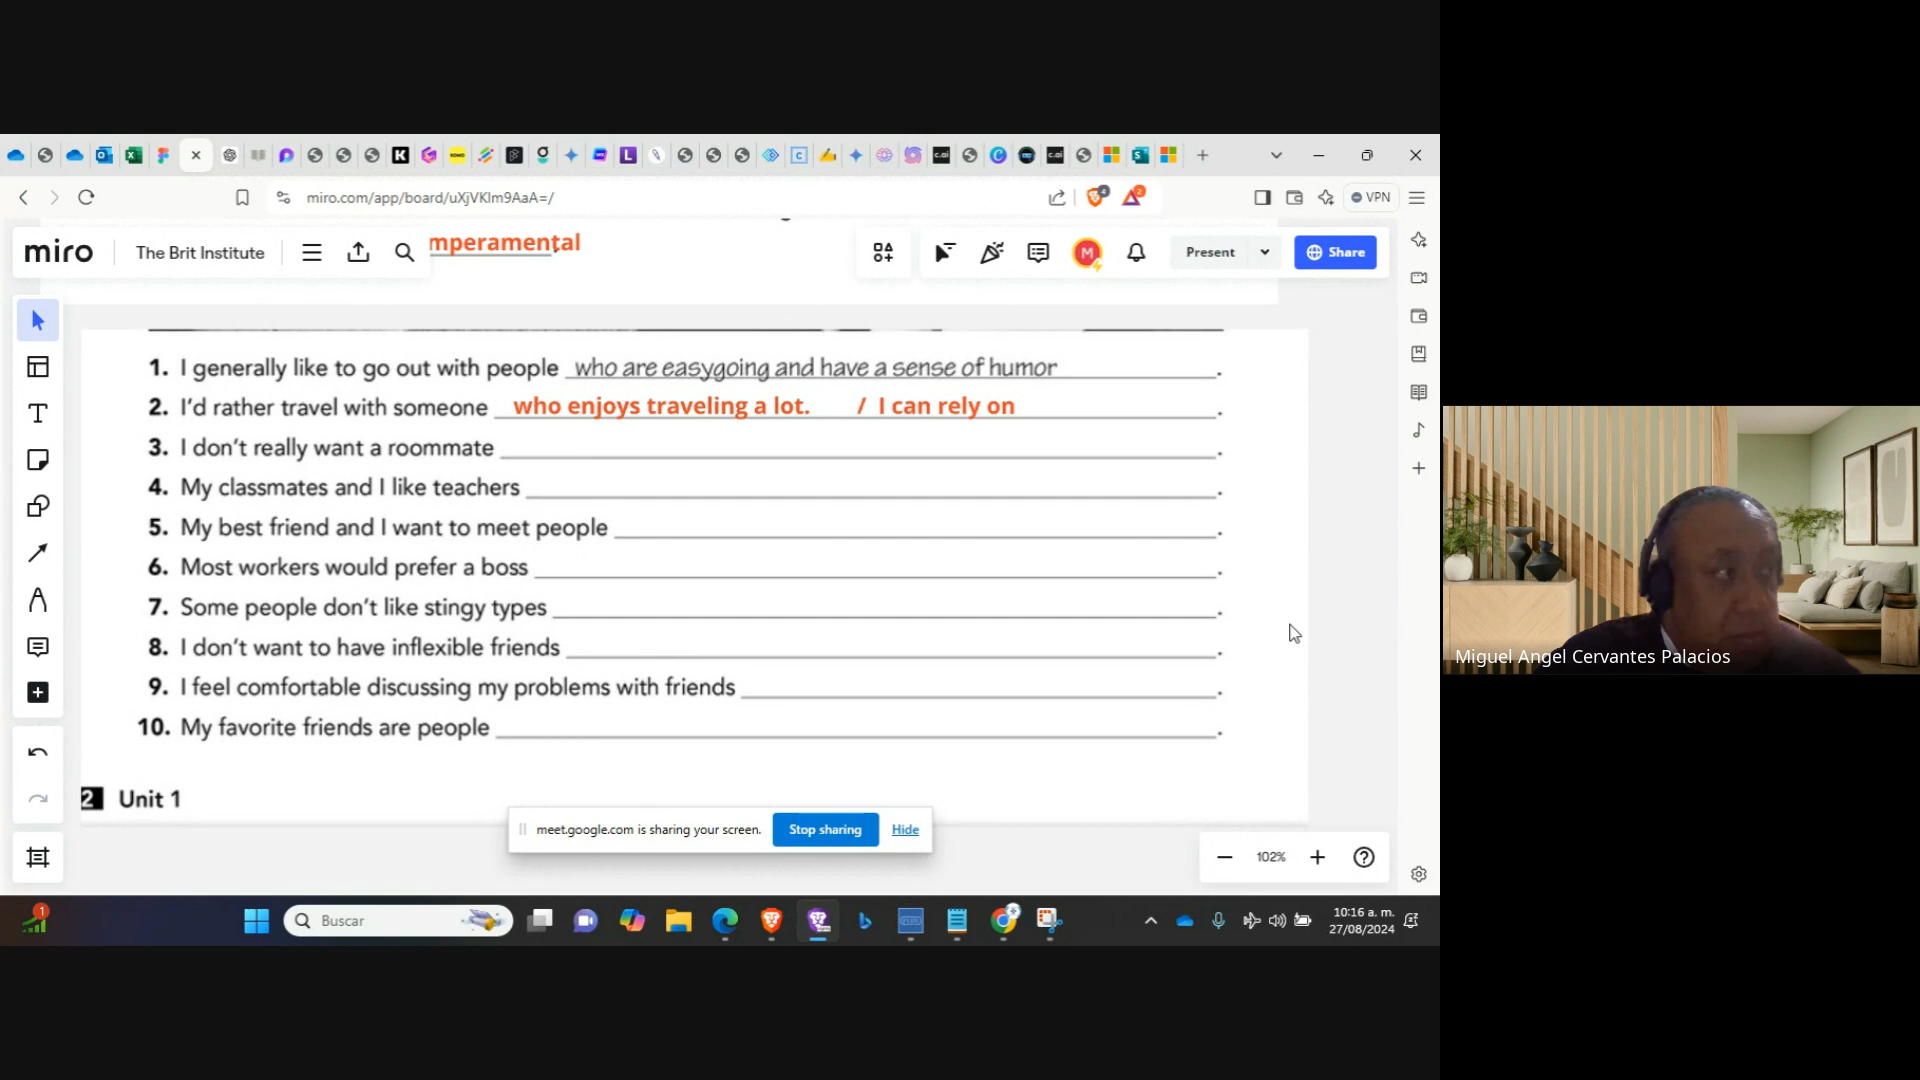 miro.com/app/board/uXjVKlm9AaA=/
VPN
miro
The Brit Institute
mperamental
Present
Share
1. I generally like to go out with people who are easygoing and have a sense of humor.
2. I'd rather travel with someone who enjoys traveling a lot. / I can rely on.
3. I don't really want a roommate.
4. My classmates and I like teachers.
5. My best friend and I want to meet people.
6. Most workers would prefer a boss.
7. Some people don't like stingy types.
8. I don't want to have inflexible friends.
9. I feel comfortable discussing my problems with friends.
10. My favorite friends are people.
2 Unit 1
meet.google.com is sharing your screen.
Stop sharing
Hide
102%
Miguel Angel Cervantes Palacios
1
Buscar
10:16 a. m.
27/08/2024